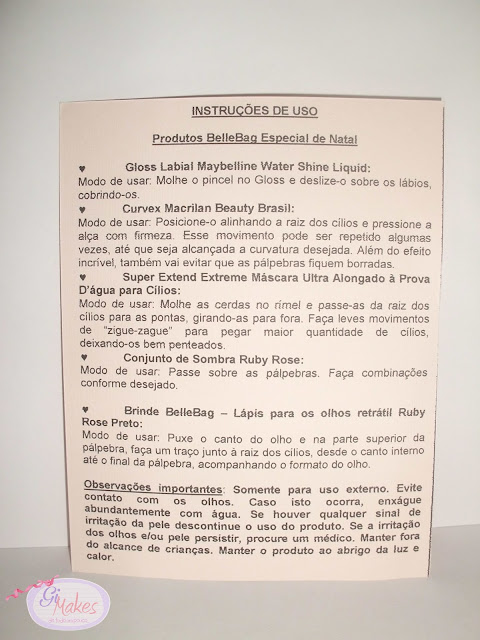 INSTRUÇÕES DE USO
Produtos BelleBag Especial de Natal
♥ Gloss Labial Maybelline Water Shine Liquid:
Modo de usar: Molhe o pincel no Gloss e deslize-o sobre os lábios,
cobrindo-os.
♥ Curvex Macrilan Beauty Brasil:
Modo de usar: Posicione-o alinhando a raiz dos cílios e pressione a
alça com firmeza. Esse movimento pode ser repetido algumas
vezes, até que seja alcançada a curvatura desejada. Além do efeito
incrível, também vai evitar que as pálpebras fiquem borradas.
♥ Super Extend Extreme Máscara Ultra Alongado à Prova
D'água para Cílios:
Modo de usar: Molhe as cerdas no rímel e passe-as da raiz dos
cílios para as pontas, girando-as para fora. Faça leves movimentos
de "zigue-zague" para pegar maior quantidade de cílios,
deixando-os bem penteados.
♥ Conjunto de Sombra Ruby Rose:
Modo de usar: Passe sobre as pálpebras. Faça combinações
conforme desejado.
♥ Brinde BelleBag – Lápis para os olhos retrátil Ruby
Rose Preto:
Modo de usar: Puxe o canto do olho e na parte superior da
pálpebra, faça um traço junto à raiz dos cílios, desde o canto interno
até o final da pálpebra, acompanhando o formato do olho.
Observações importantes: Somente para uso externo. Evite
contato com os olhos. Caso isto ocorra, enxágue
abundantemente com água. Se houver qualquer sinal de
irritação da pele descontinue o uso do produto. Se a irritação
dos olhos e/ou pele persistir, procure um médico. Manter fora
do alcance de crianças. Manter o produto ao abrigo da luz e
calor.
Gi
Makes